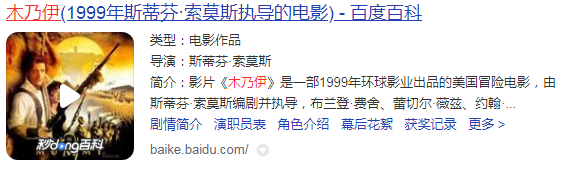 木乃伊(1999年斯蒂芬·索莫斯执导的电影) - 百度百科
类型：电影作品
导演：斯蒂芬·索莫斯
简介：影片《木乃伊》是一部1999年环球影业出品的美国冒险电影，由
斯蒂芬·索莫斯编剧并执导，布兰登·费舍、蕾切尔·薇兹、约翰·...
剧情简介 演职员表 角色介绍 幕后花絮 获奖记录 更多 >
秒dong百科
baike.baidu.com/